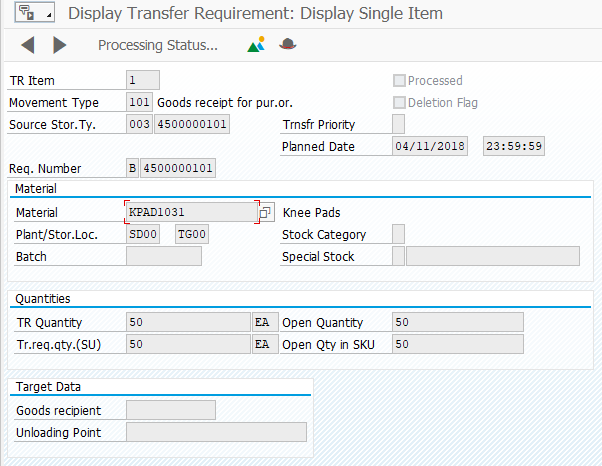 Display Transfer Requirement: Display Single Item
Processing Status...
TR Item 1 Processed
Movement Type 101 Goods receipt for pur.or. Deletion Flag
Source Stor.Ty. 003 4500000101 Trnsfr Priority
Planned Date 04/11/2018 23:59:59
Req. Number B 4500000101
Material
Material KPAD1031 Knee Pads
Plant/Stor.Loc. SD00 TG00 Stock Category
Batch Special Stock
Quantities
TR Quantity 50 EA Open Quantity 50
Tr.req.qty.(SU) 50 EA Open Qty in SKU 50
Target Data
Goods recipient
Unloading Point